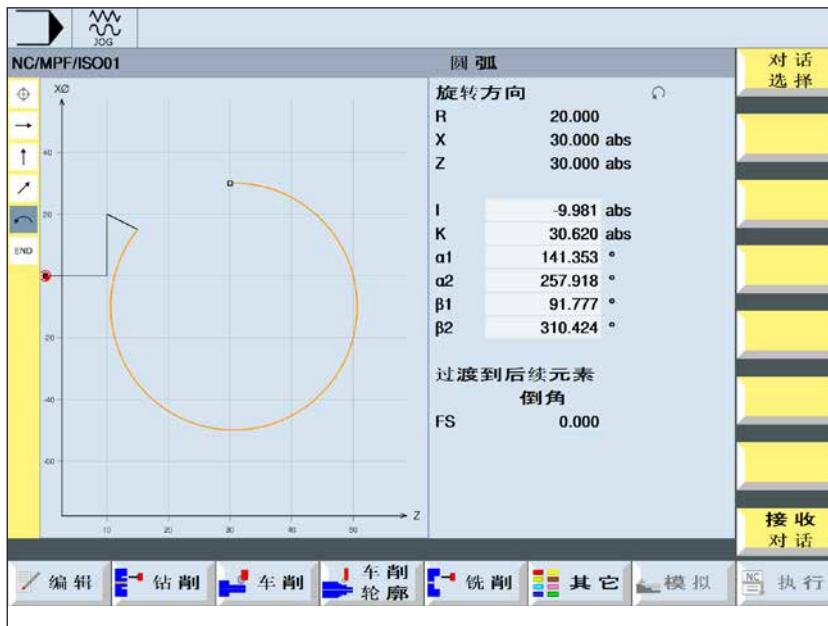 JOG
NC/MPF/ISO01
圆弧
对话
选择
旋转方向
R 20.000
X 30.000 abs
Z 30.000 abs
I -9.981 abs
K 30.620 abs
α1 141.353 °
α2 257.918 °
β1 91.777 °
β2 310.424 °
过渡到后续元素
倒角
FS 0.000
END
XØ
40
20
0
-20
-40
-60
10 20 30 40 50
Z
接收
对话
编辑
钻削
车削
车削
轮廓
铣削
其它
模拟
NC
执行